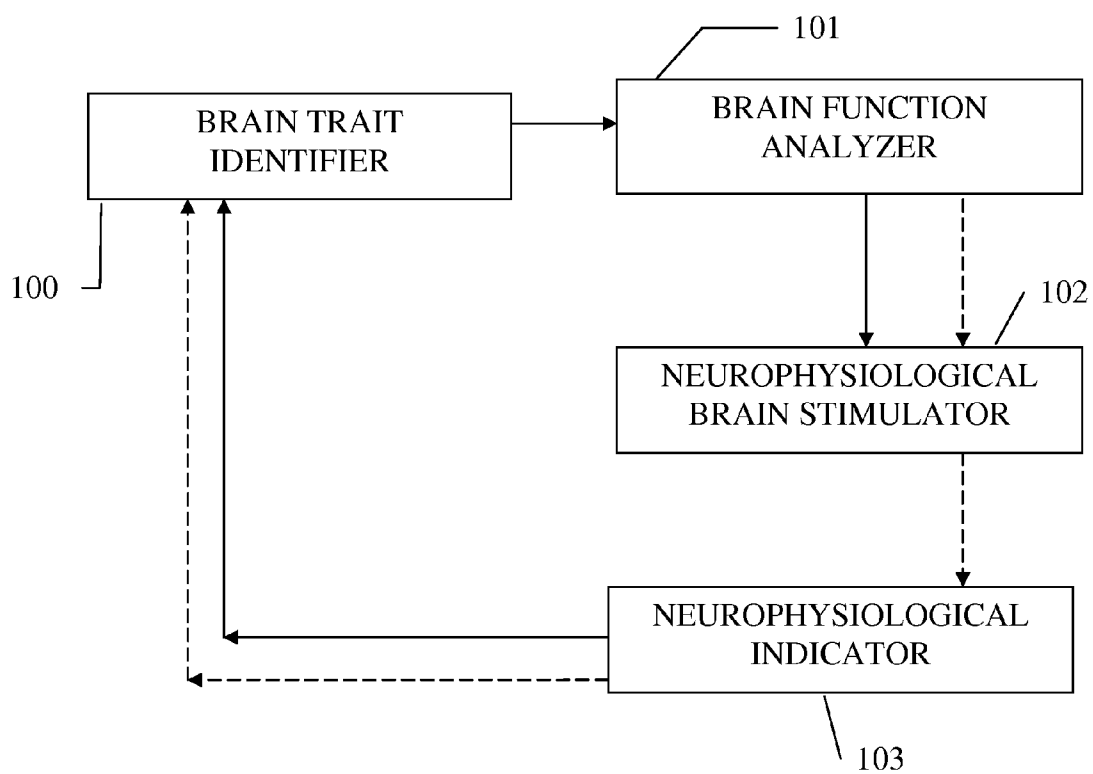 101
BRAIN TRAIT
IDENTIFIER
BRAIN FUNCTION
ANALYZER
100
102
NEUROPHYSIOLOGICAL
BRAIN STIMULATOR
NEUROPHYSIOLOGICAL
INDICATOR
103